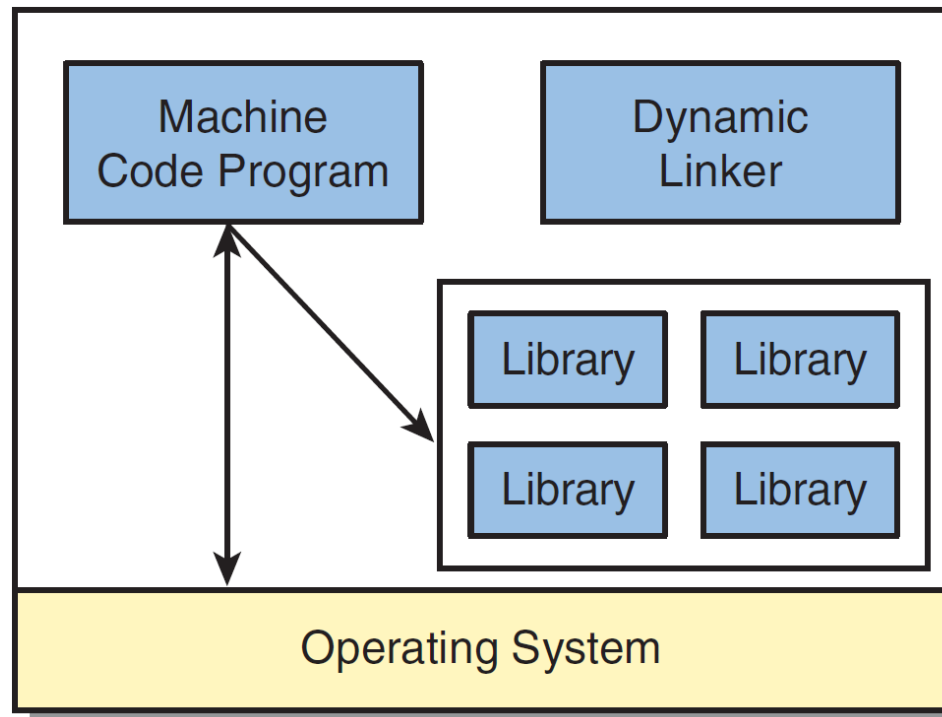 Machine
Code Program
Dynamic
Linker
Library
Library
Library
Library
Operating System